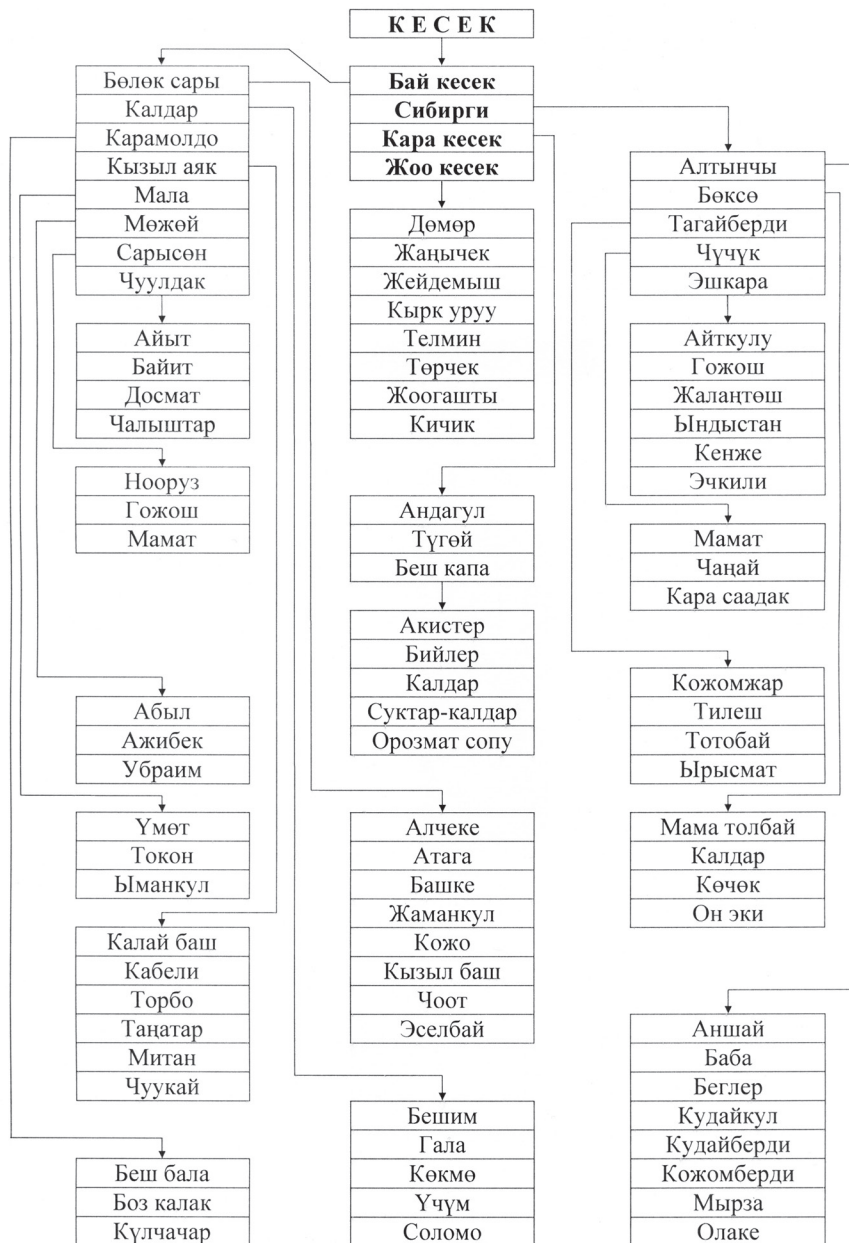 К Е С Е К
Бөлөк сары
Калдар
Карамолдо
Кызыл аяк
Мала
Мөжөй
Сарысөн
Чуулдак
Айыт
Байит
Досмат
Чалыштар
Нооруз
Гожош
Мамат
Абыл
Ажибек
Убраим
Үмөт
Токон
Ыманкул
Калай баш
Кабели
Торбо
Таңатар
Митан
Чуукай
Беш бала
Боз калак
Күлчачар
Бай кесек
Сибирги
Кара кесек
Жоо кесек
Дөмөр
Жаңычек
Жейдемыш
Кырк уруу
Телмин
Төрчек
Жоогашты
Кичик
Андагул
Түгөй
Беш капа
Акистер
Бийлер
Калдар
Суктар-калдар
Орозмат сопу
Алчеке
Атага
Башке
Жаманкул
Кожо
Кызыл баш
Чоот
Эселбай
Бешим
Гала
Көкмө
Үчүм
Соломо
Алтынчы
Бөксө
Тагайберди
Чүчүк
Эшкара
Айткулу
Гожош
Жалаңтөш
Ындыстан
Кенже
Эчкили
Мамат
Чаңай
Кара саадак
Кожомжар
Тилеш
Тотобай
Ырысмат
Мама толбай
Калдар
Көчөк
Он эки
Аншай
Баба
Беглер
Кудайкул
Кудайберди
Кожомберди
Мырза
Олаке